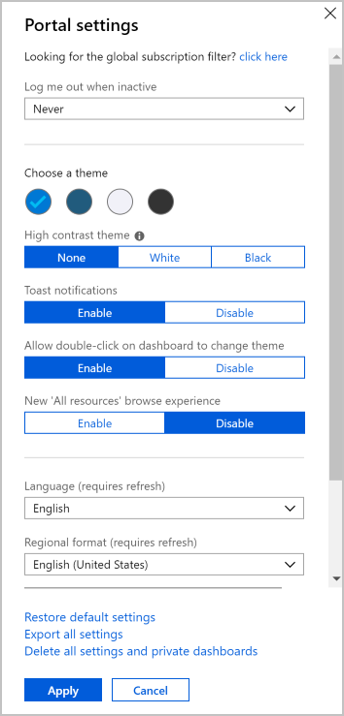 Portal settings
Looking for the global subscription filter? click here
Log me out when inactive
Never
Choose a theme
High contrast theme
None White Black
Toast notifications
Enable Disable
Allow double-click on dashboard to change theme
Enable Disable
New 'All resources' browse experience
Enable Disable
Language (requires refresh)
English
Regional format (requires refresh)
English (United States)
Restore default settings
Export all settings
Delete all settings and private dashboards
Apply Cancel